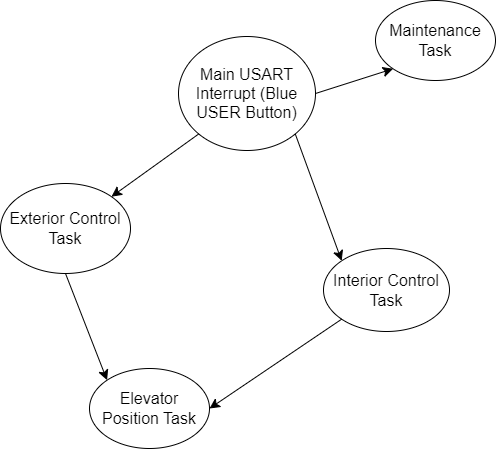 Maintenance
Task
Main USART
Interrupt (Blue
USER Button)
Exterior Control
Task
Interior Control
Task
Elevator
Position Task